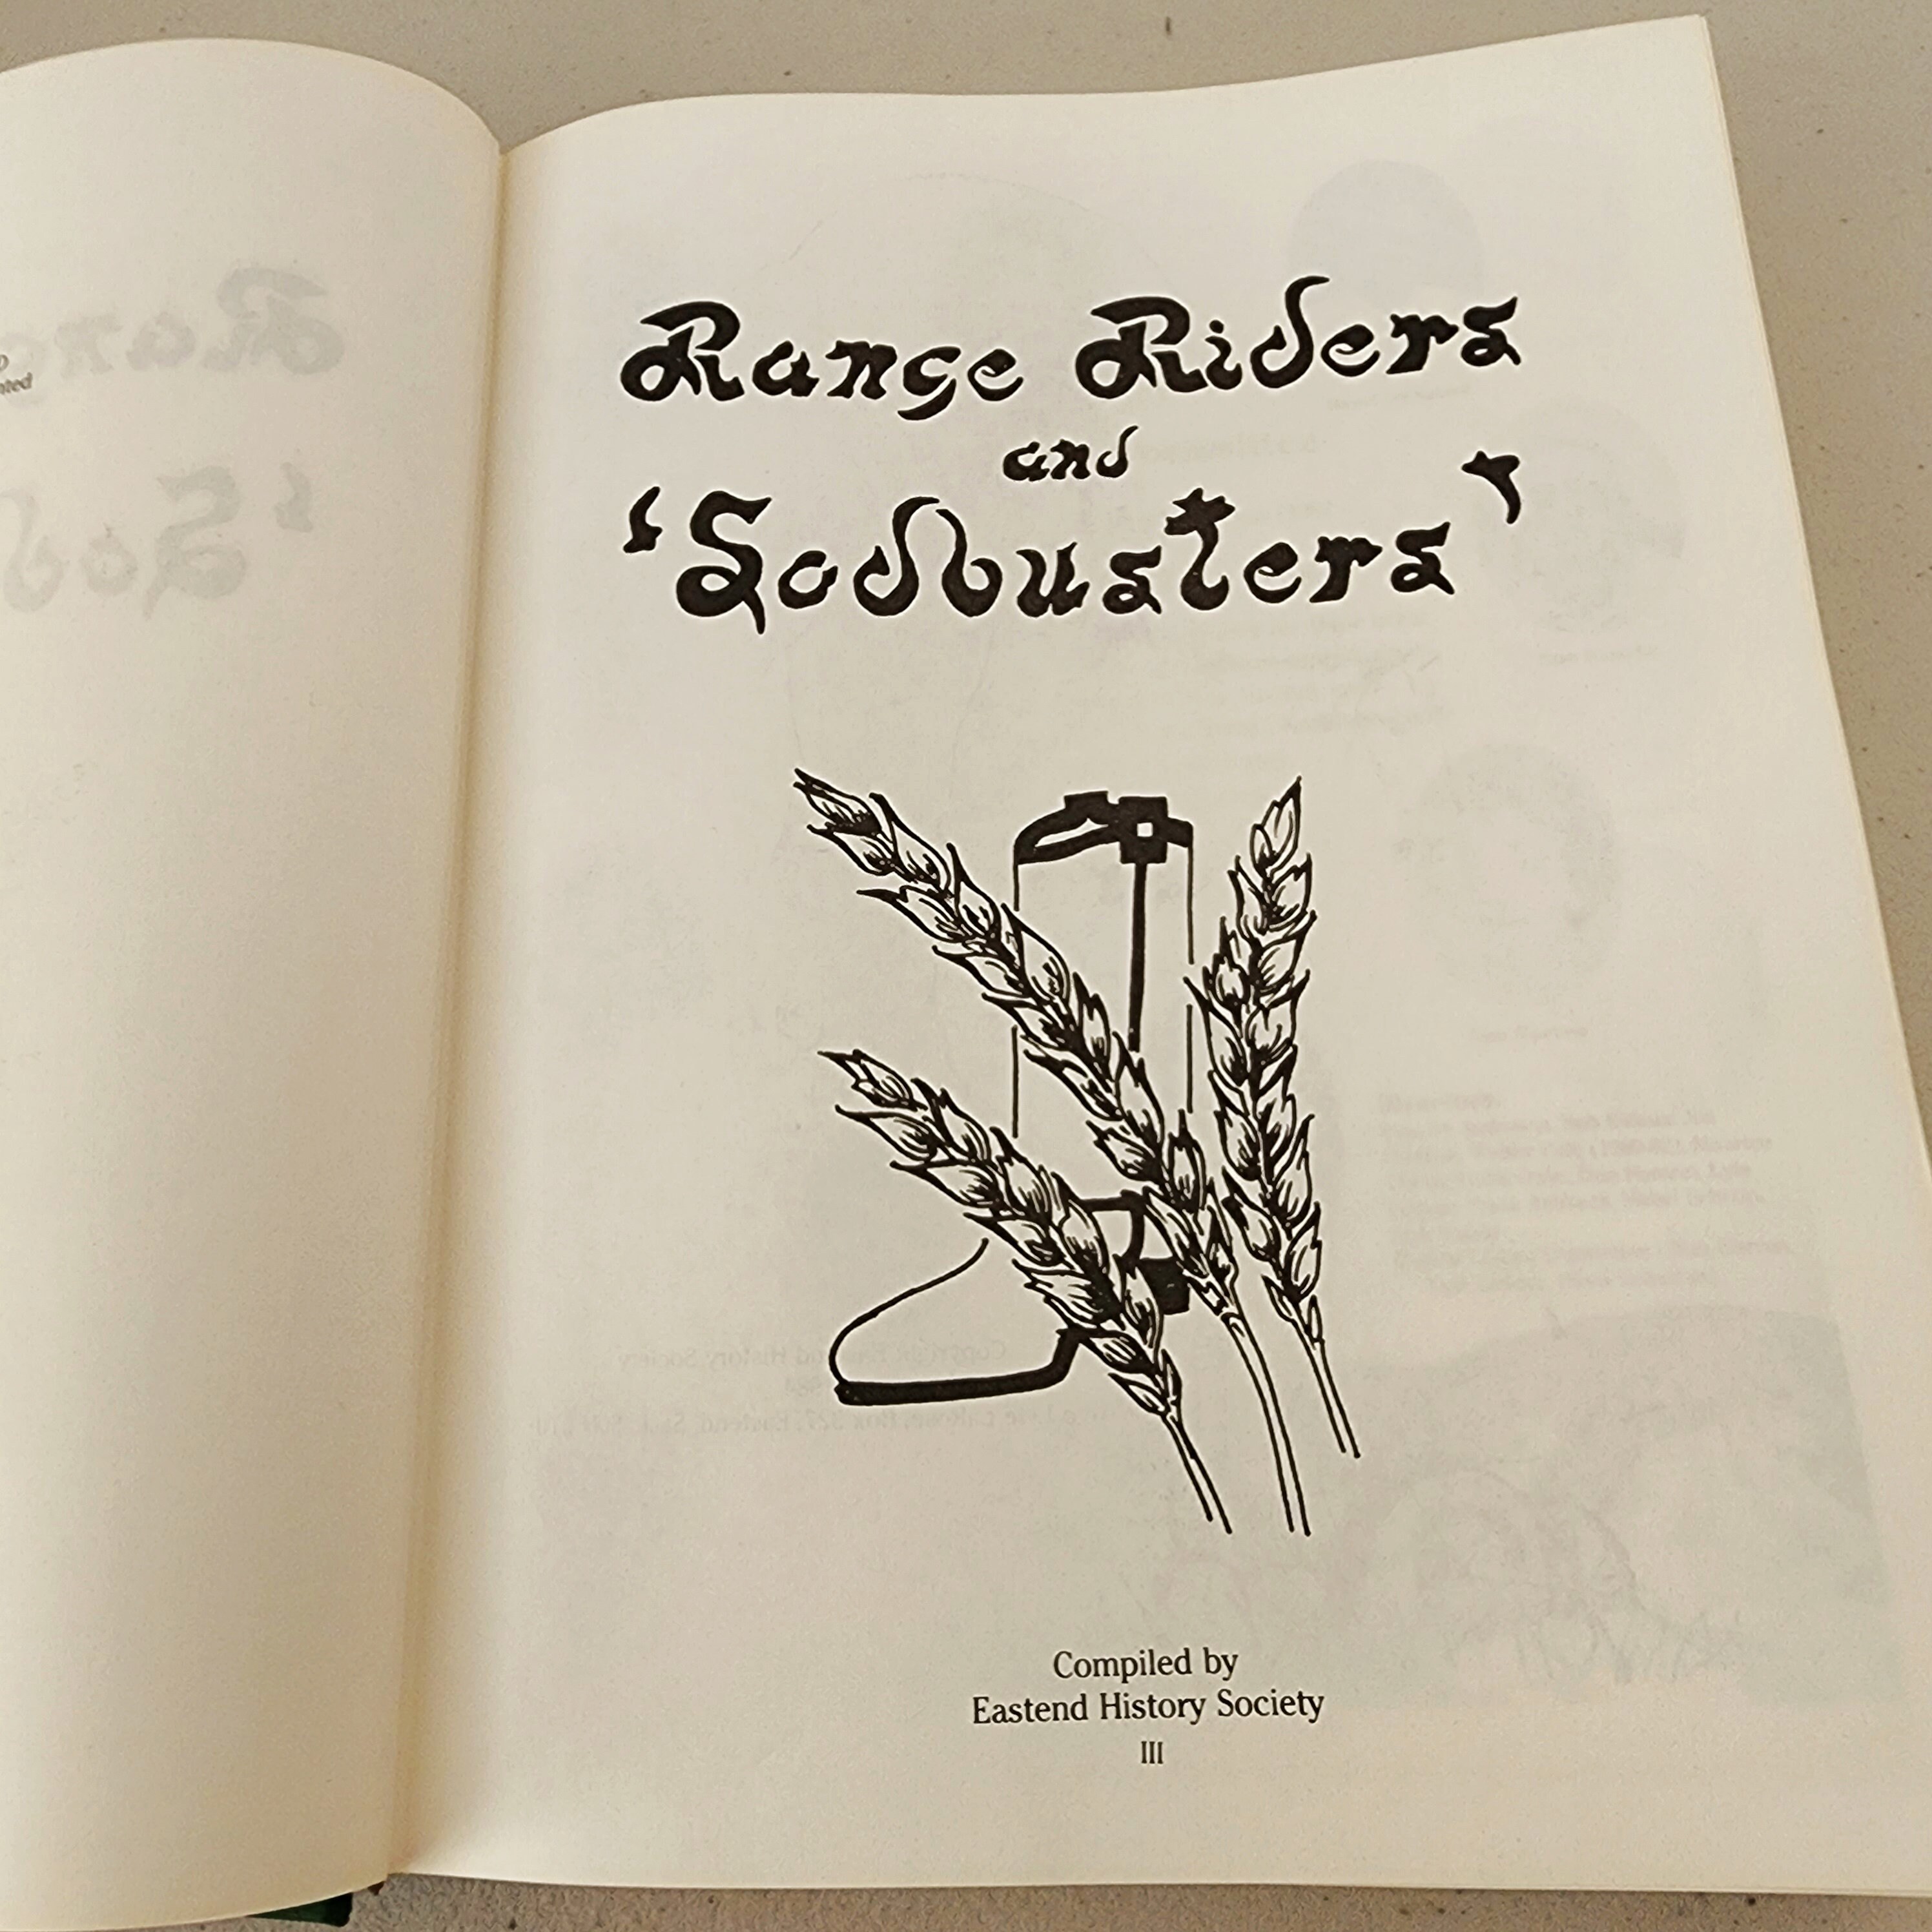 Range Riders
and
'Sodbusters'
Compiled by
Eastend History Society
III